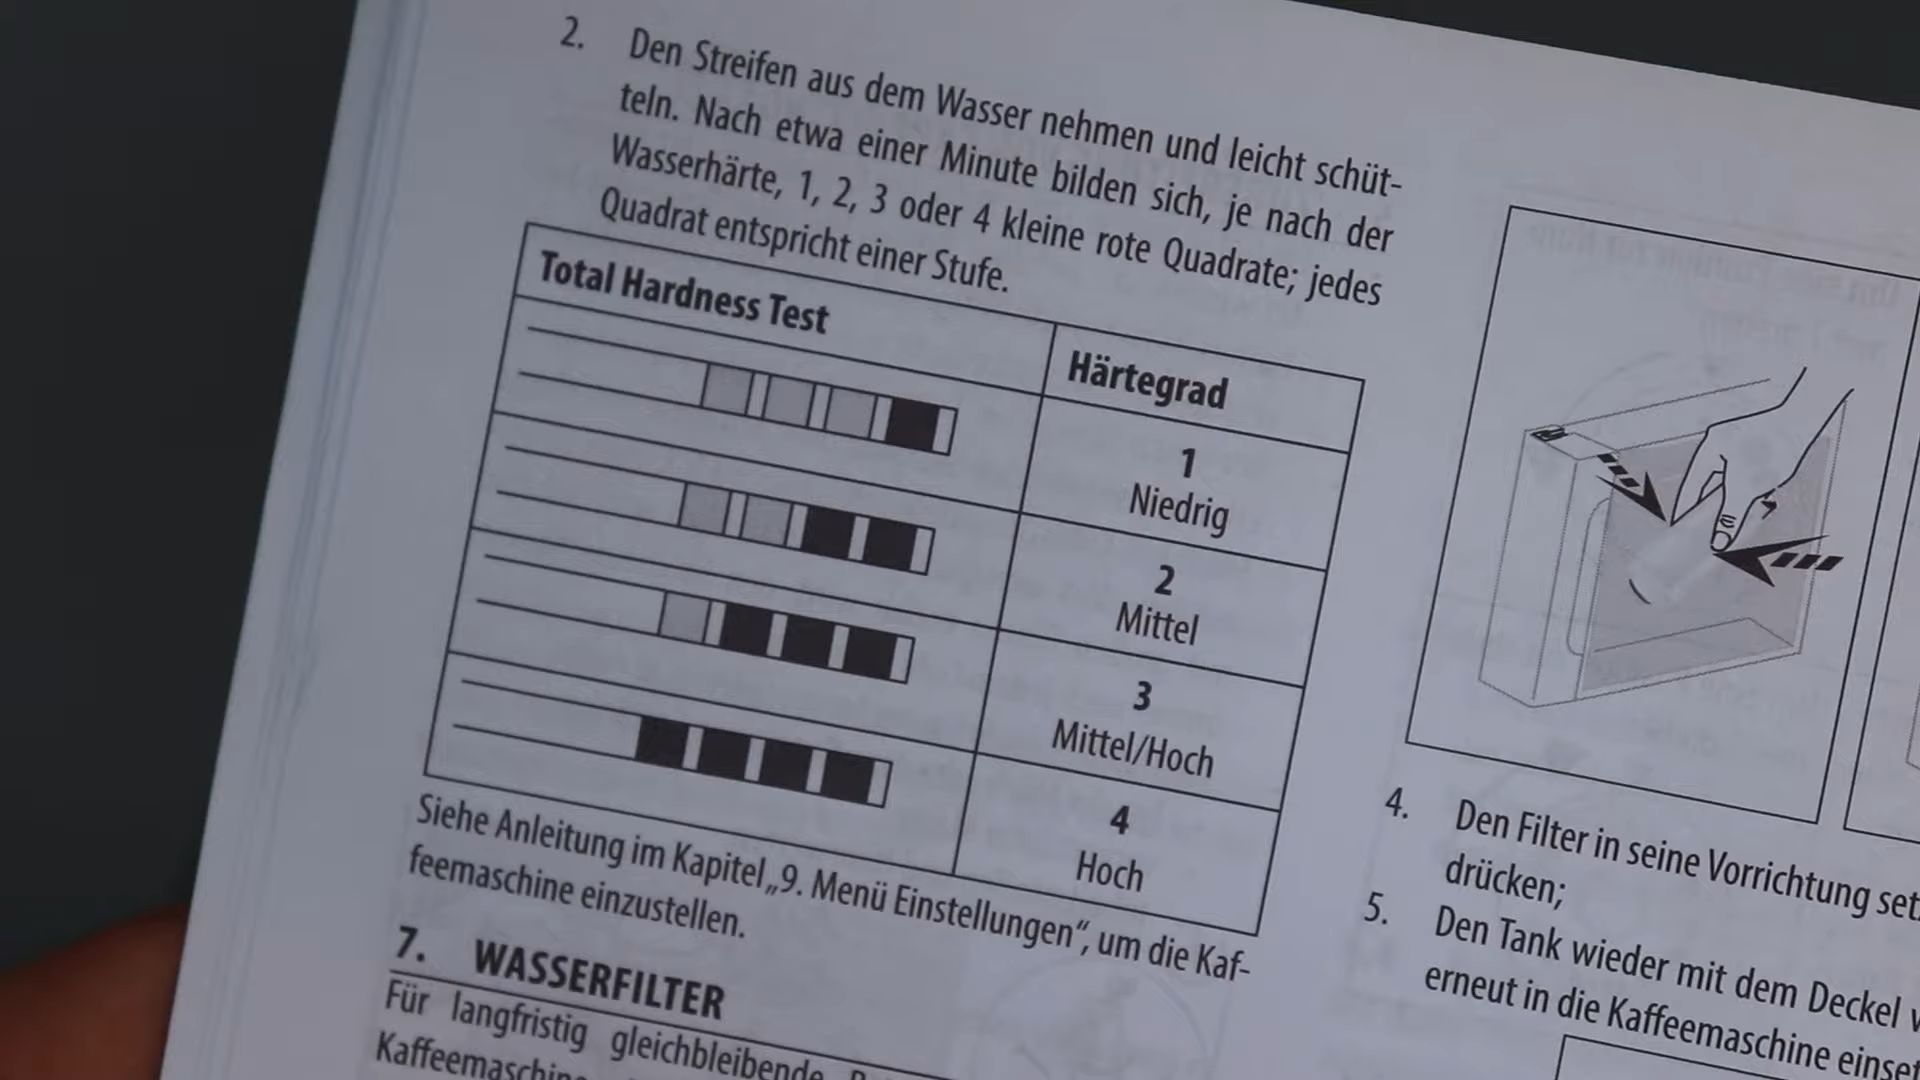 2. Den Streifen aus dem Wasser nehmen und leicht schüt-
teln. Nach etwa einer Minute bilden sich, je nach der
Wasserhärte, 1, 2, 3 oder 4 kleine rote Quadrate; jedes
Quadrat entspricht einer Stufe.
Total Hardness Test
Härtegrad
1
Niedrig
2
Mittel
3
Mittel/Hoch
4
Hoch
Siehe Anleitung im Kapitel „9. Menü Einstellungen“, um die Kaf-
feemaschine einzustellen.
7. WASSERFILTER
Für langfristig gleichbleibende
Kaffeemaschine
4. Den Filter in seine Vorrichtung
drücken;
5. Den Tank wieder mit dem Deckel
erneut in die Kaffeemaschine